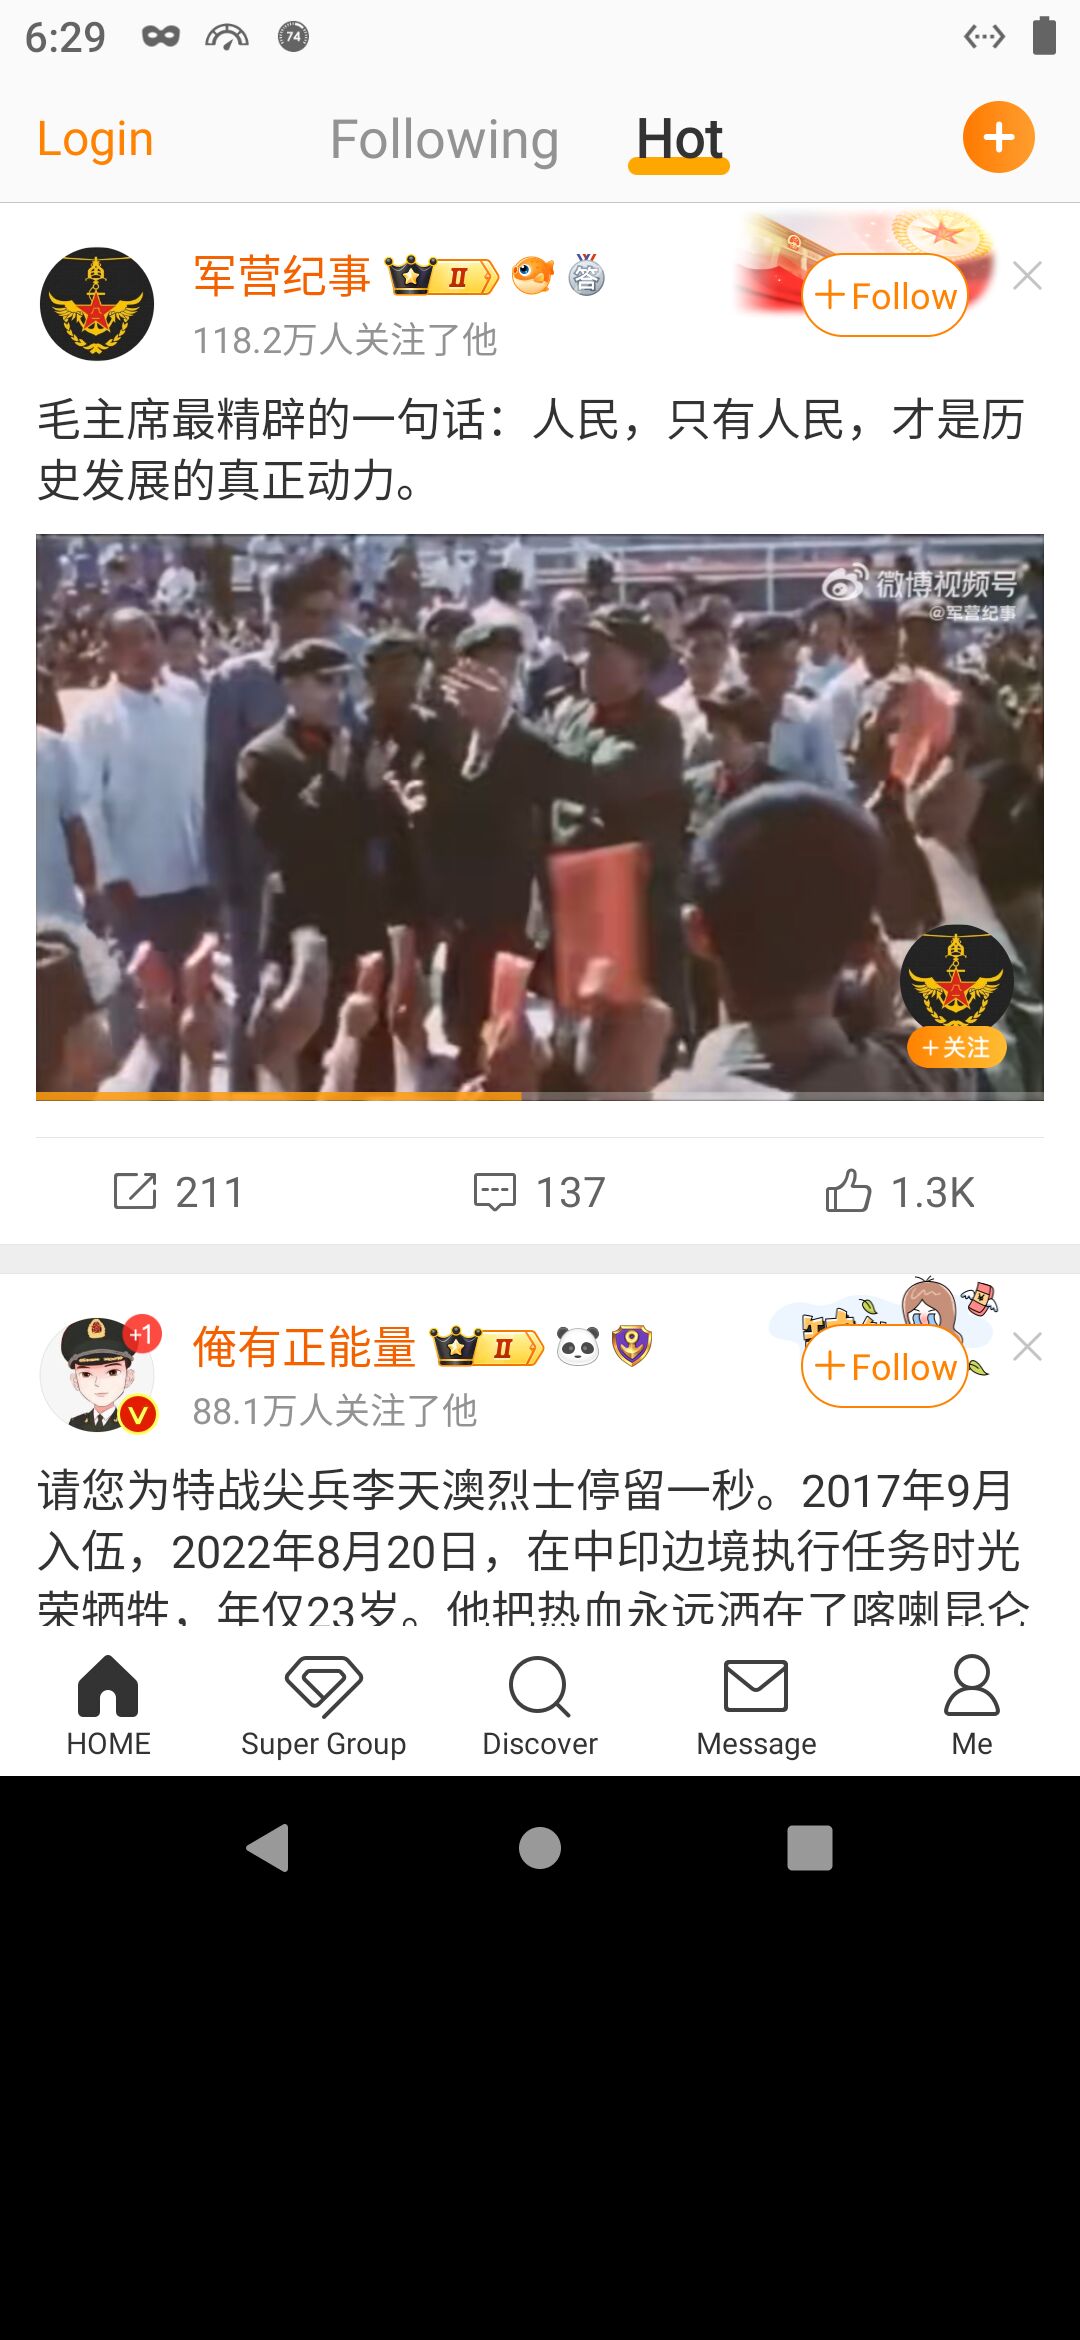 6:29
74
Login
Following
Hot
军营纪事
II
答
Follow
118.2万人关注了他
毛主席最精辟的一句话：人民，只有人民，才是历
史发展的真正动力。
微博视频号
@军营纪事
+关注
211
137
1.3K
+1
俺有正能量
II
Follow
V
88.1万人关注了他
请您为特战尖兵李天澳烈士停留一秒。2017年9月
入伍，2022年8月20日，在中印边境执行任务时光
荣牺牲，年仅23岁。他把热血永远洒在了喀喇昆仑
HOME
Super Group
Discover
Message
Me